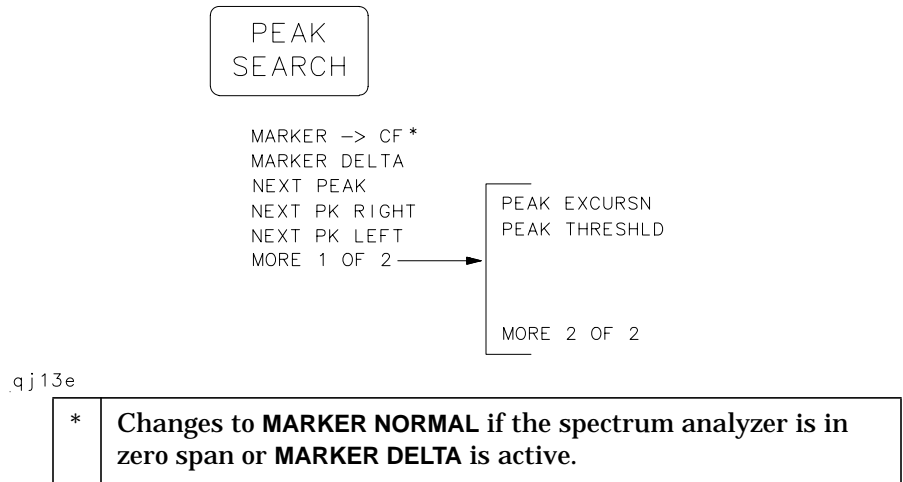 PEAK
SEARCH
MARKER –> CF*
MARKER DELTA
NEXT PEAK
NEXT PK RIGHT
NEXT PK LEFT
MORE 1 OF 2
PEAK EXCURSN
PEAK THRESHLD
MORE 2 OF 2
qj13e
* Changes to MARKER NORMAL if the spectrum analyzer is in
zero span or MARKER DELTA is active.